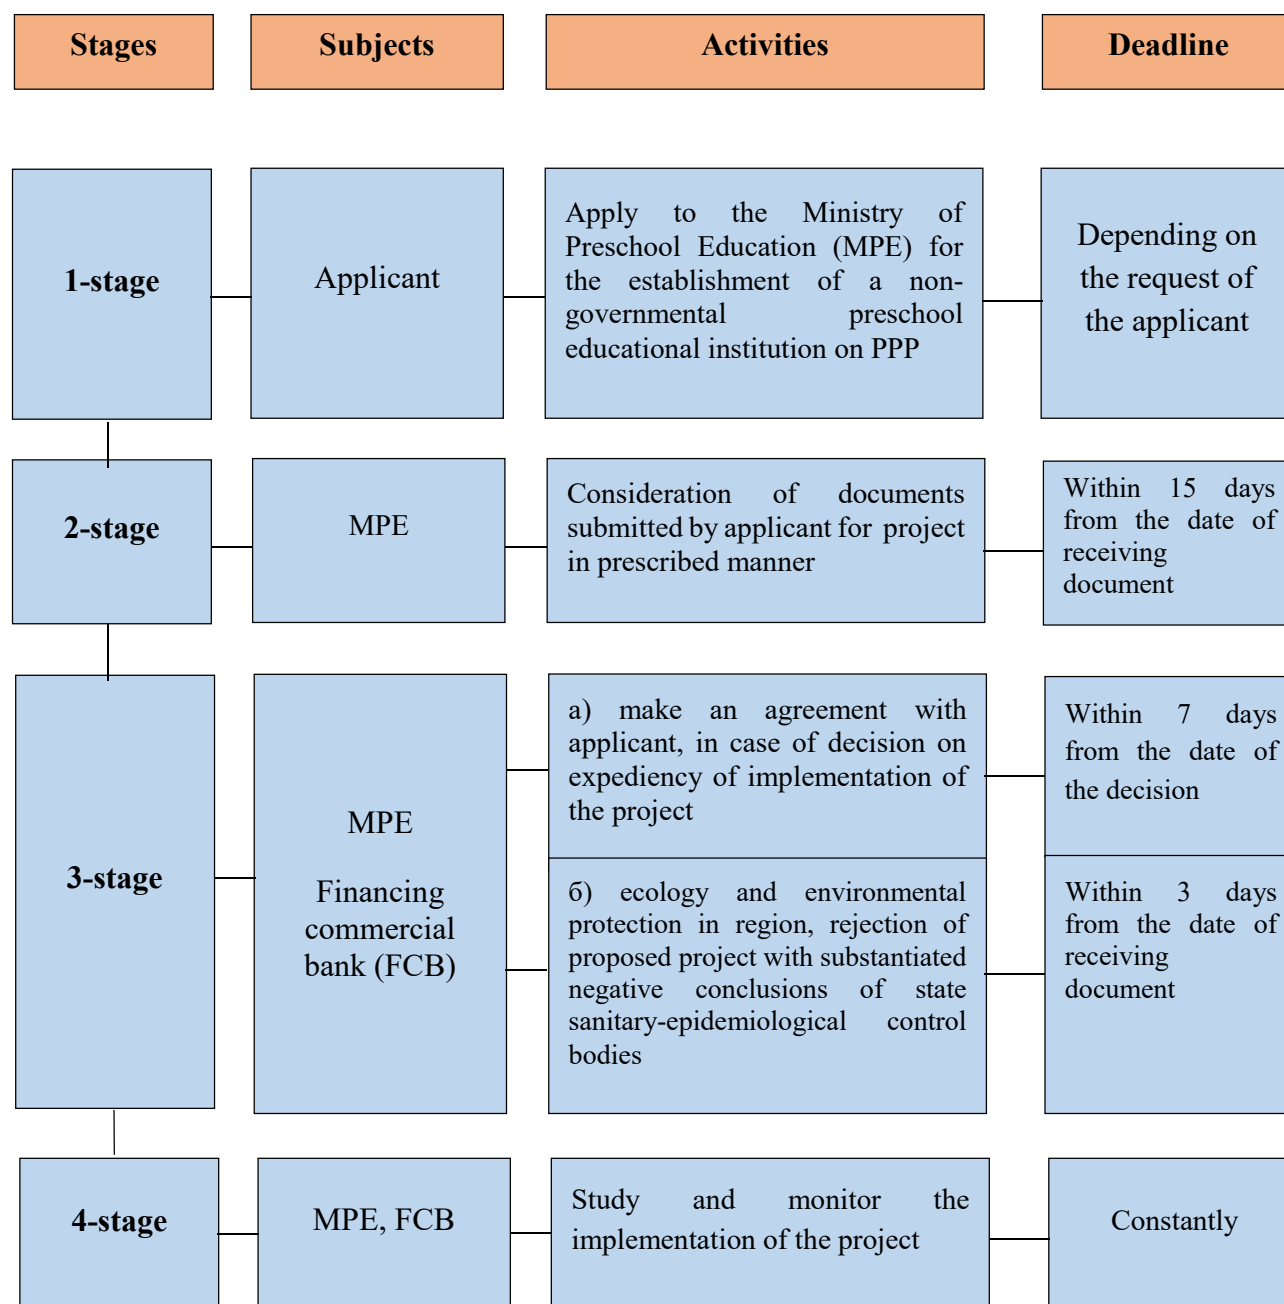 Stages
Subjects
Activities
Deadline
1-stage
Applicant
Apply to the Ministry of
Preschool Education (MPE) for
the establishment of a non-
governmental preschool
educational institution on PPP
Depending on
the request of
the applicant
2-stage
MPE
Consideration of documents
submitted by applicant for project
in prescribed manner
Within 15 days
from the date of
receiving
document
3-stage
MPE
Financing
commercial
bank (FCB)
a) make an agreement with
applicant, in case of decision on
expediency of implementation of
the project
Within 7 days
from the date of
the decision
б) ecology and environmental
protection in region, rejection of
proposed project with substantiated
negative conclusions of state
sanitary-epidemiological control
bodies
Within 3 days
from the date of
receiving
document
4-stage
MPE, FCB
Study and monitor the
implementation of the project
Constantly